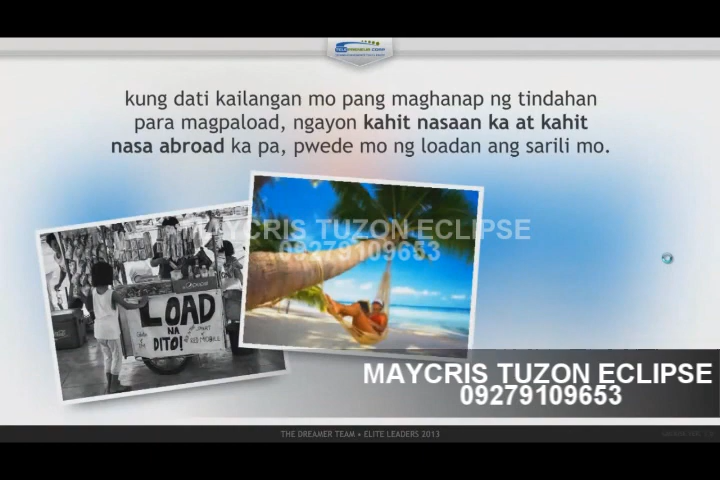 kung dati kailangan mo pang maghanap ng tindahan
para magpaload, ngayon kahit nasaan ka at kahit
nasa abroad ka pa, pwede mo ng loadan ang sarili mo.
MAYCRIS TUZON ECLIPSE
09279109653
LOAD
NA
DITO!
MAYCRIS TUZON ECLIPSE
09279109653
THE DREAMER TEAM • ELITE LEADERS 2013